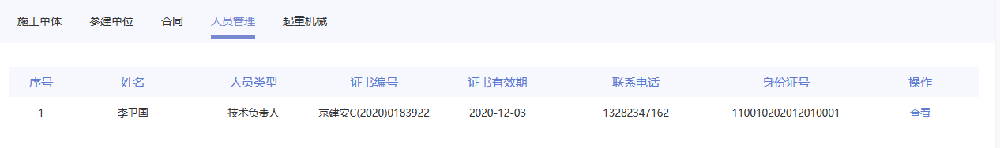 施工单体 参建单位 合同 人员管理 起重机械
序号 姓名 人员类型 证书编号 证书有效期 联系电话 身份证号 操作
1 李卫国 技术负责人 京建安C(2020)0183922 2020-12-03 13282347162 110010202012010001 查看